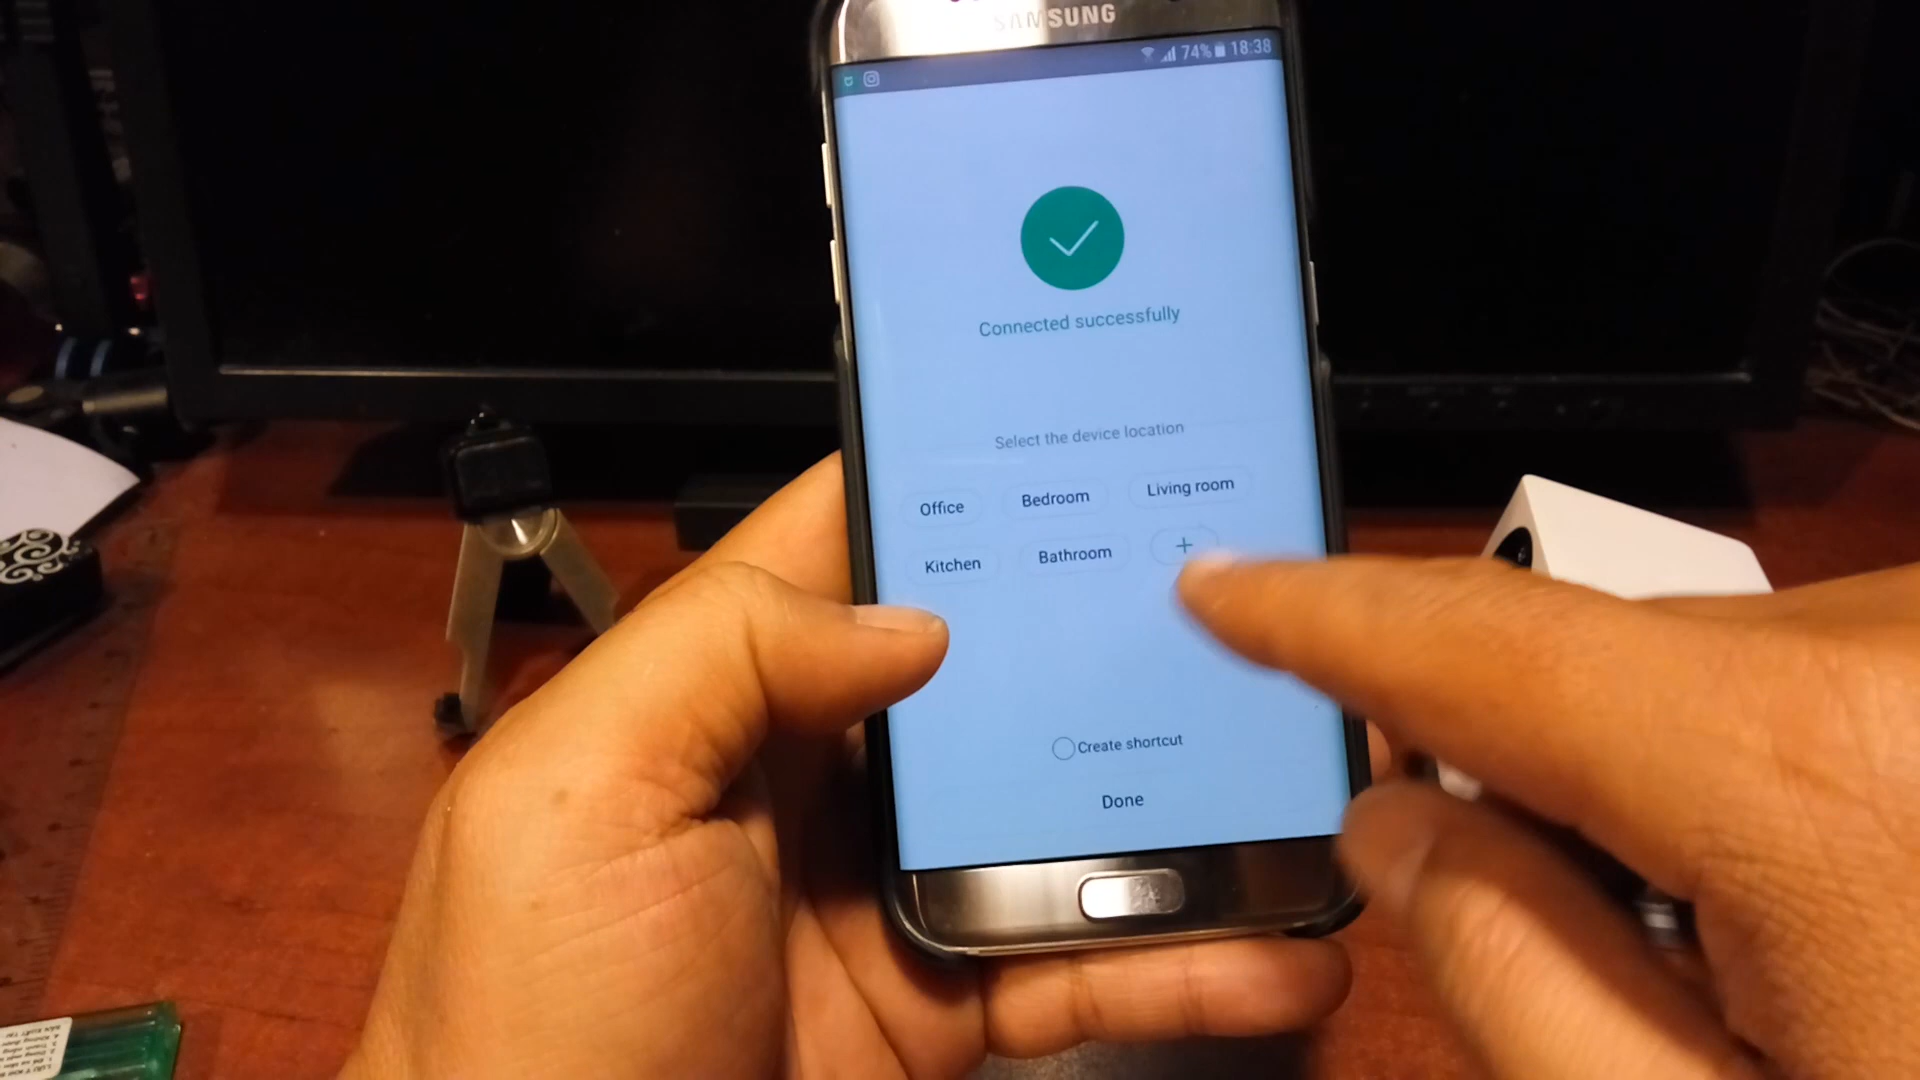 SAMSUNG
74% 18:38
Connected successfully
Select the device location
Office Bedroom Living room
Kitchen Bathroom +
Create shortcut
Done